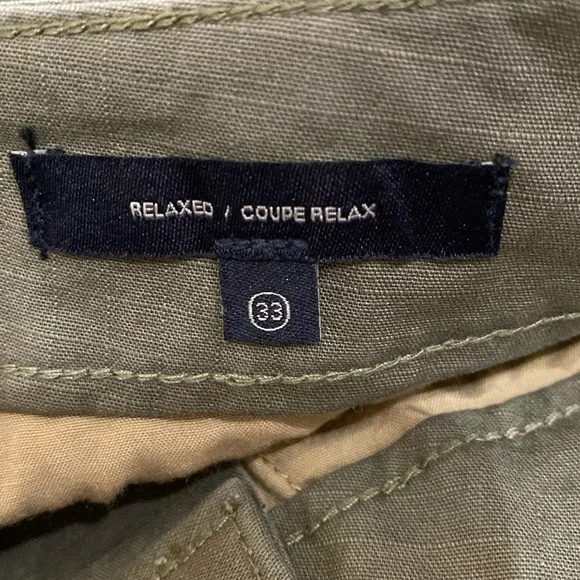 RELAXED / COUPE RELAX
33